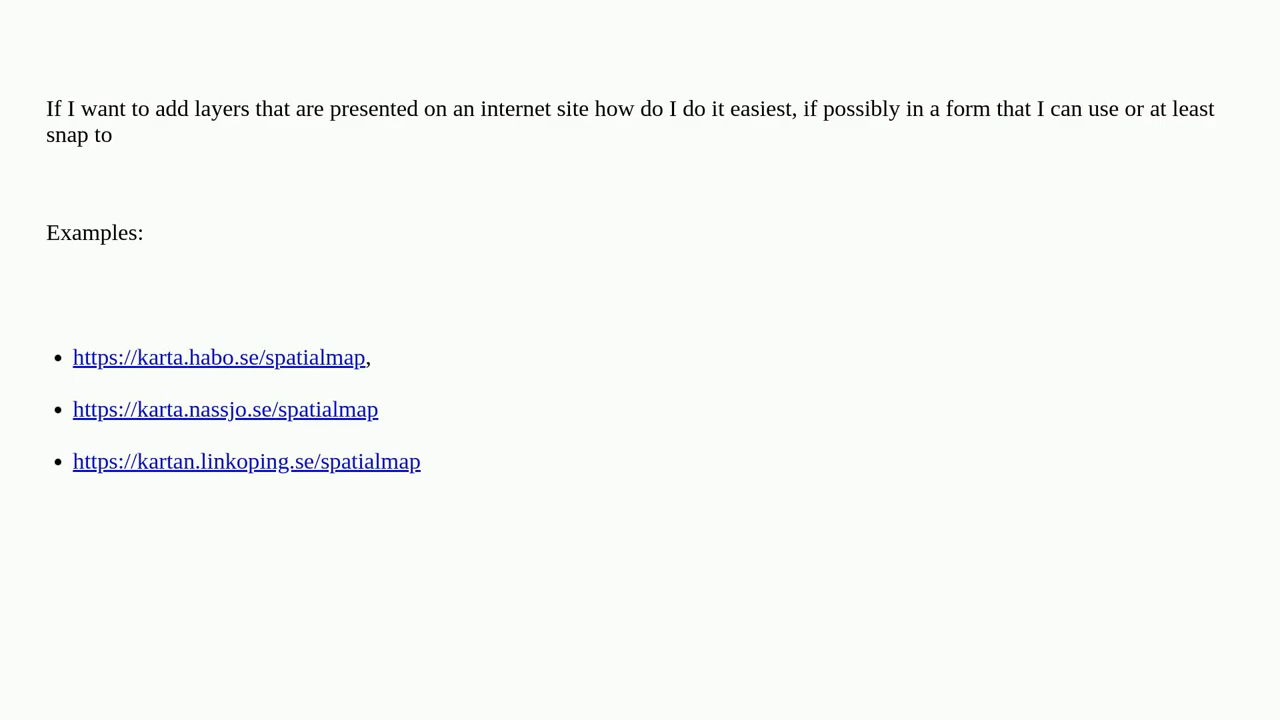 If I want to add layers that are presented on an internet site how do I do it easiest, if possibly in a form that I can use or at least
snap to
Examples:
• https://karta.habo.se/spatialmap,
• https://karta.nassjo.se/spatialmap
• https://kartan.linkoping.se/spatialmap